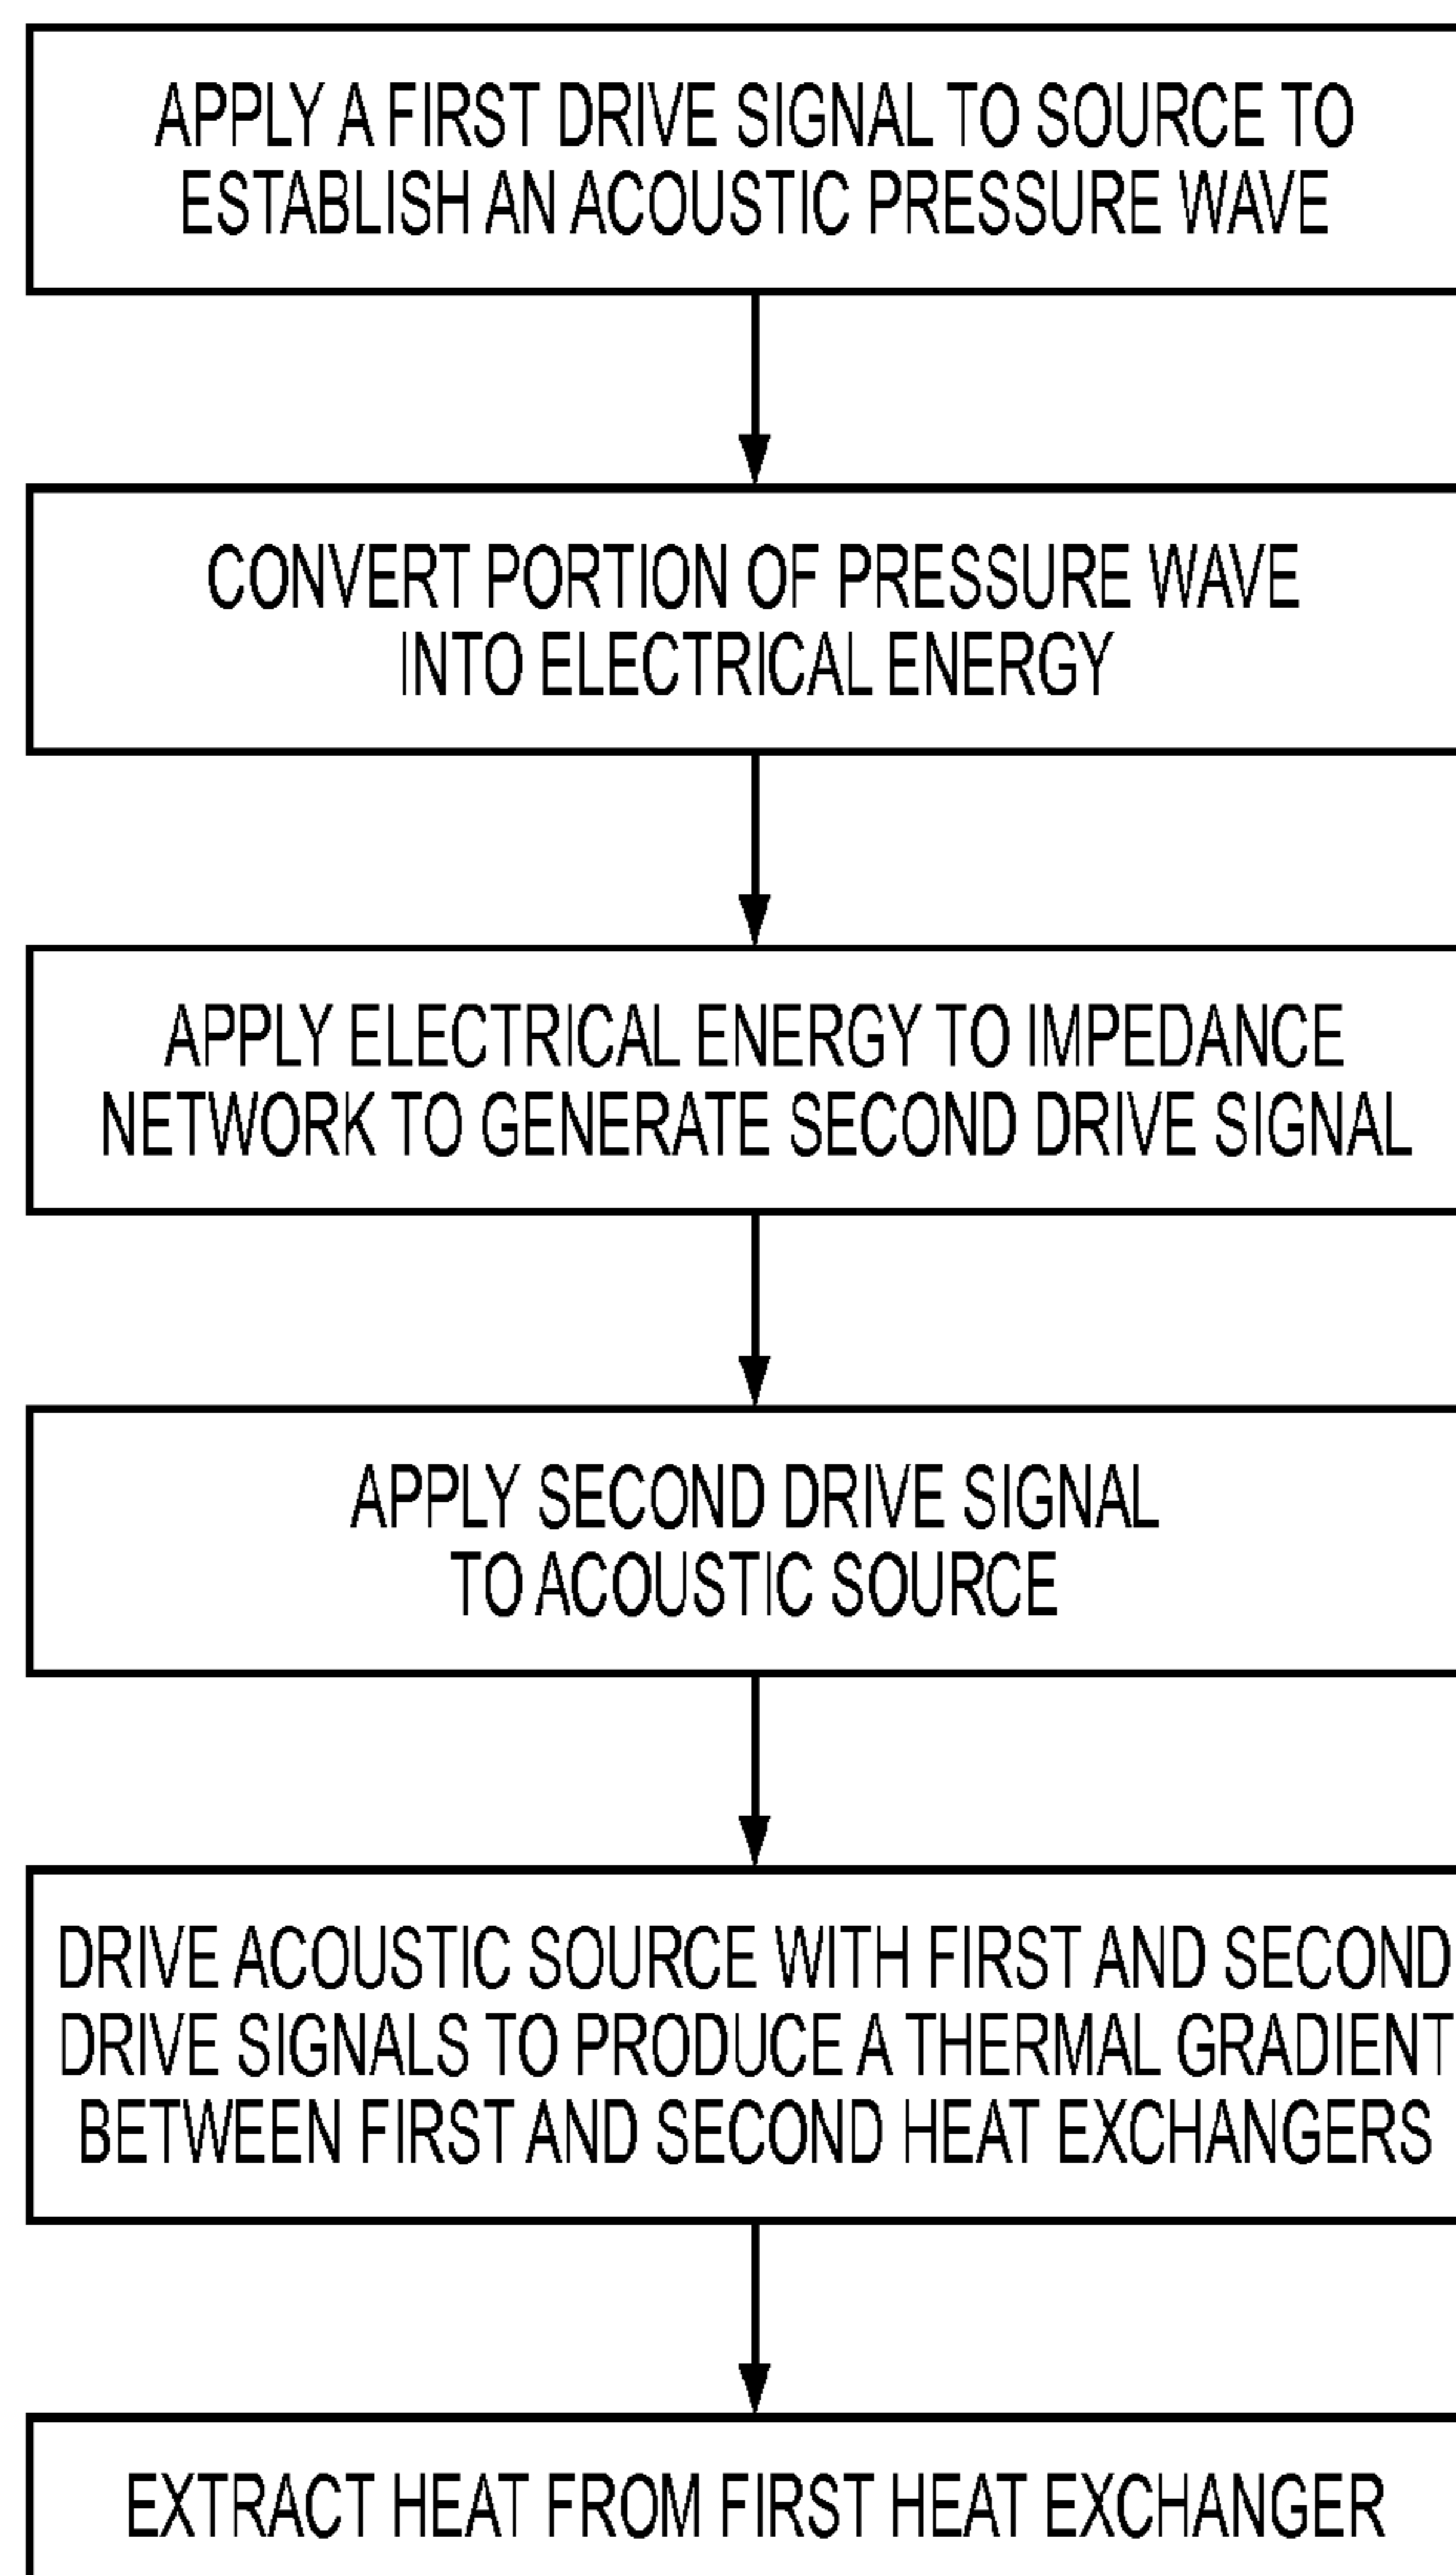 APPLY A FIRST DRIVE SIGNAL TO SOURCE TO
ESTABLISH AN ACOUSTIC PRESSURE WAVE
CONVERT PORTION OF PRESSURE WAVE
INTO ELECTRICAL ENERGY
APPLY ELECTRICAL ENERGY TO IMPEDANCE
NETWORK TO GENERATE SECOND DRIVE SIGNAL
APPLY SECOND DRIVE SIGNAL
TO ACOUSTIC SOURCE
DRIVE ACOUSTIC SOURCE WITH FIRST AND SECOND
DRIVE SIGNALS TO PRODUCE A THERMAL GRADIENT
BETWEEN FIRST AND SECOND HEAT EXCHANGERS
EXTRACT HEAT FROM FIRST HEAT EXCHANGER